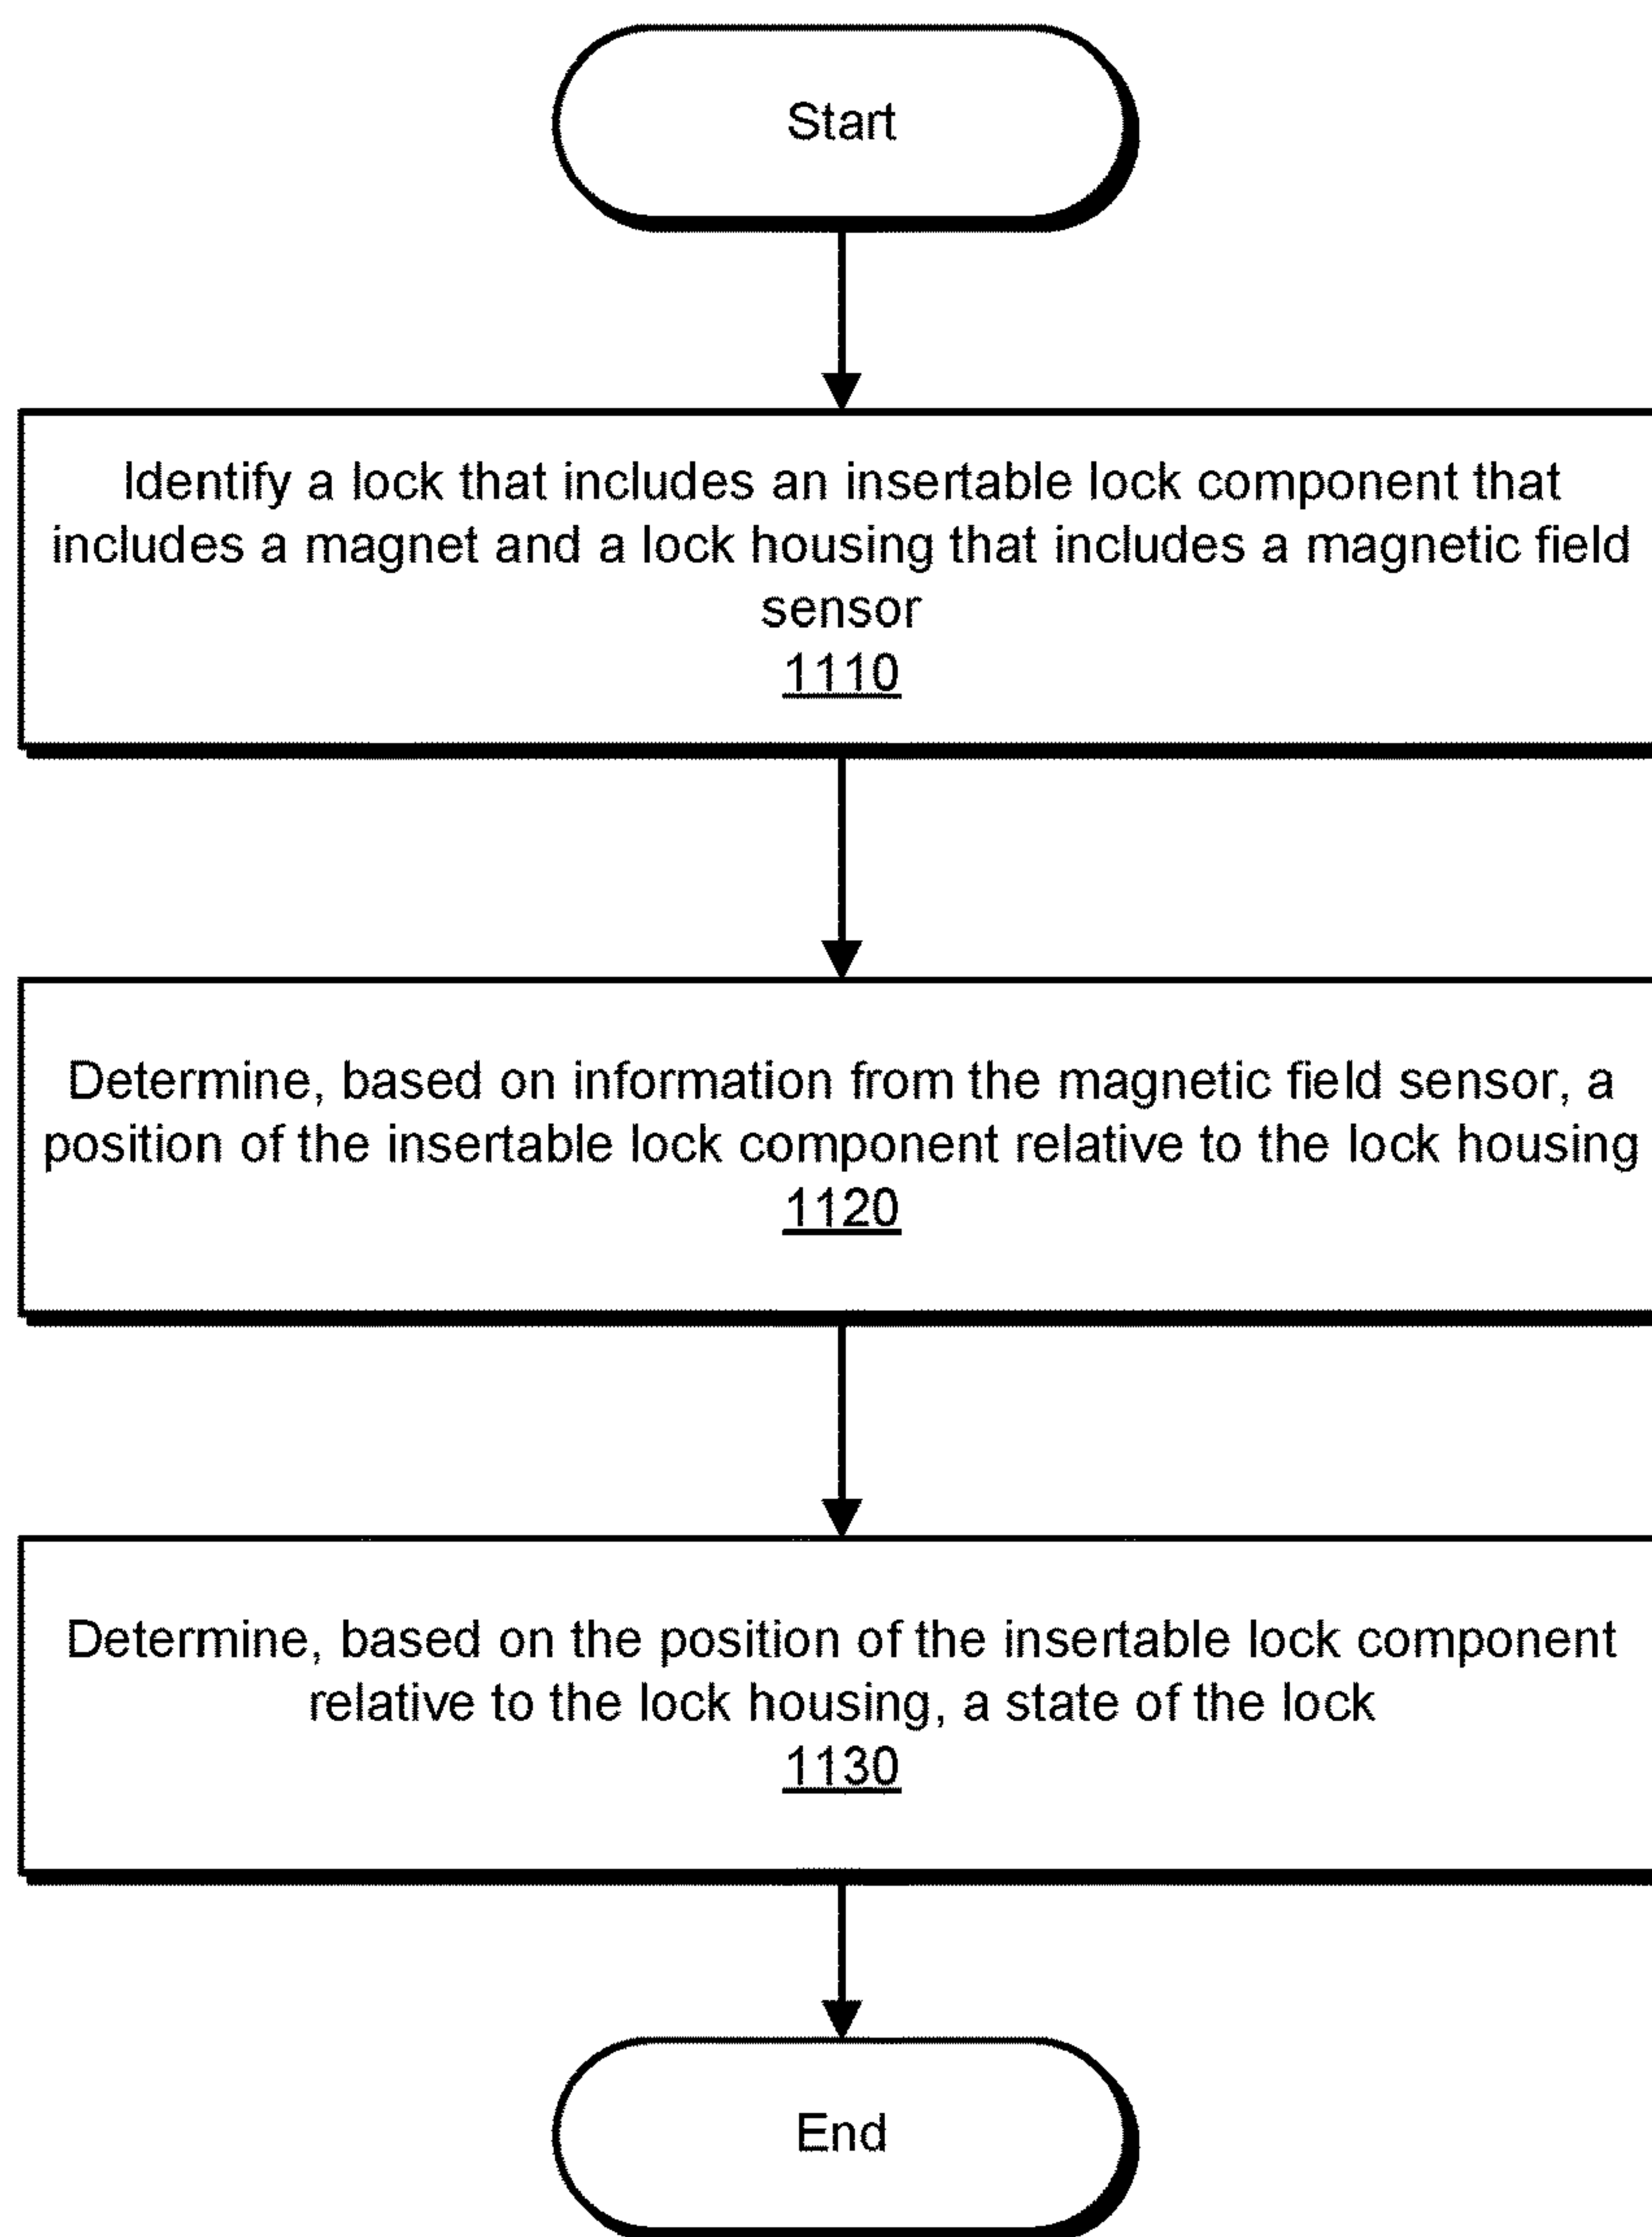 Start
Identify a lock that includes an insertable lock component that
includes a magnet and a lock housing that includes a magnetic field
sensor
1110
Determine, based on information from the magnetic field sensor, a
position of the insertable lock component relative to the lock housing
1120
Determine, based on the position of the insertable lock component
relative to the lock housing, a state of the lock
1130
End